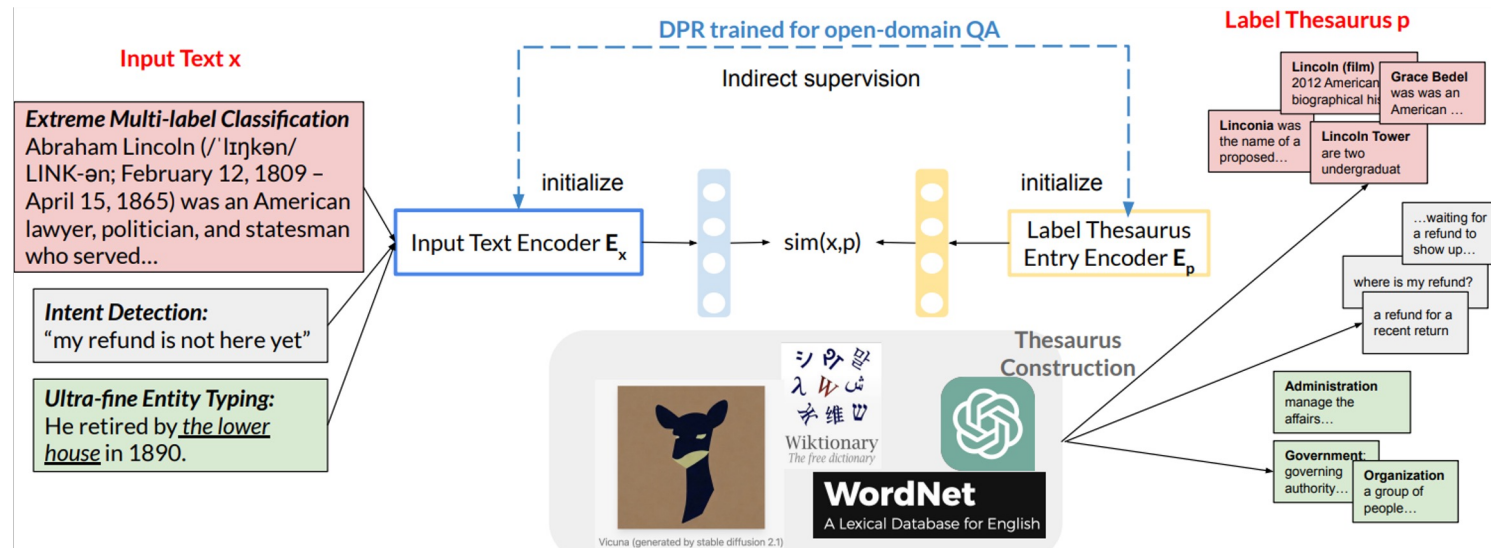 DPR trained for open-domain QA
Indirect supervision
Input Text x
Extreme Multi-label Classification
Abraham Lincoln (/ˈlɪŋkən/
LINK-ən; February 12, 1809 –
April 15, 1865) was an American
lawyer, politician, and statesman
who served…
Intent Detection:
“my refund is not here yet”
Ultra-fine Entity Typing:
He retired by the lower
house in 1890.
initialize
Input Text Encoder Ex
sim(x,p)
initialize
Label Thesaurus
Entry Encoder Ep
Thesaurus
Construction
Vicuna (generated by stable diffusion 2.1)
シ 말
λ W ش
维 ש
Wiktionary
The free dictionary
WordNet
A Lexical Database for English
Label Thesaurus p
Lincoln (film)
2012 American
biographical his
Grace Bedel
was was an
American …
Linconia was
the name of a
proposed…
Lincoln Tower
are two
undergraduat
…waiting for
a refund to
show up…
where is my refund?
a refund for a
recent return
Administration
manage the
affairs…
Government:
governing
authority…
Organization
a group of
people…